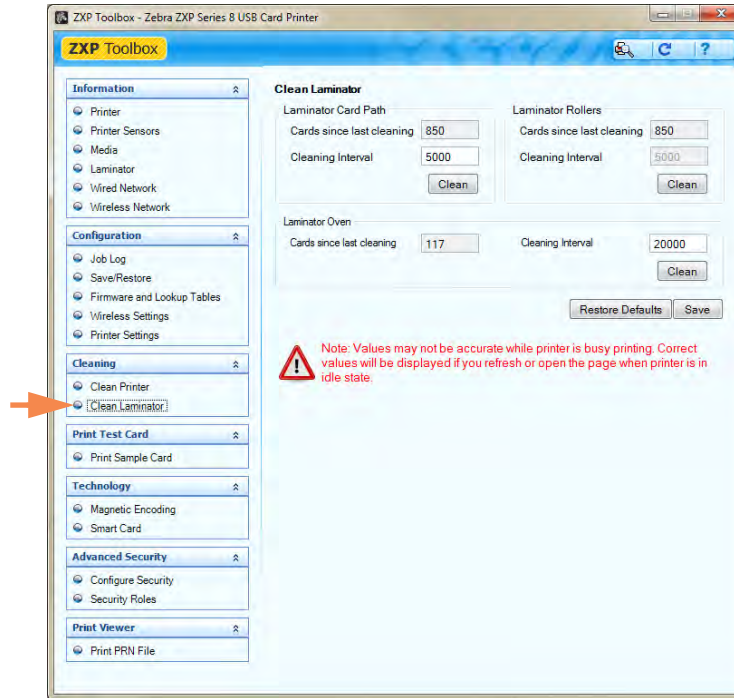 ZXP Toolbox - Zebra ZXP Series 8 USB Card Printer
ZXP Toolbox
?
Information
Printer
Printer Sensors
Media
Laminator
Wired Network
Wireless Network
Configuration
Job Log
Save/Restore
Firmware and Lookup Tables
Wireless Settings
Printer Settings
Cleaning
Clean Printer
Clean Laminator
Print Test Card
Print Sample Card
Technology
Magnetic Encoding
Smart Card
Advanced Security
Configure Security
Security Roles
Print Viewer
Print PRN File
Clean Laminator
Laminator Card Path
Cards since last cleaning 850
Cleaning Interval 5000
Clean
Laminator Rollers
Cards since last cleaning 850
Cleaning Interval 5000
Clean
Laminator Oven
Cards since last cleaning 117 Cleaning Interval 20000
Clean
Restore Defaults Save
Note: Values may not be accurate while printer is busy printing. Correct
values will be displayed if you refresh or open the page when printer is in
idle state.